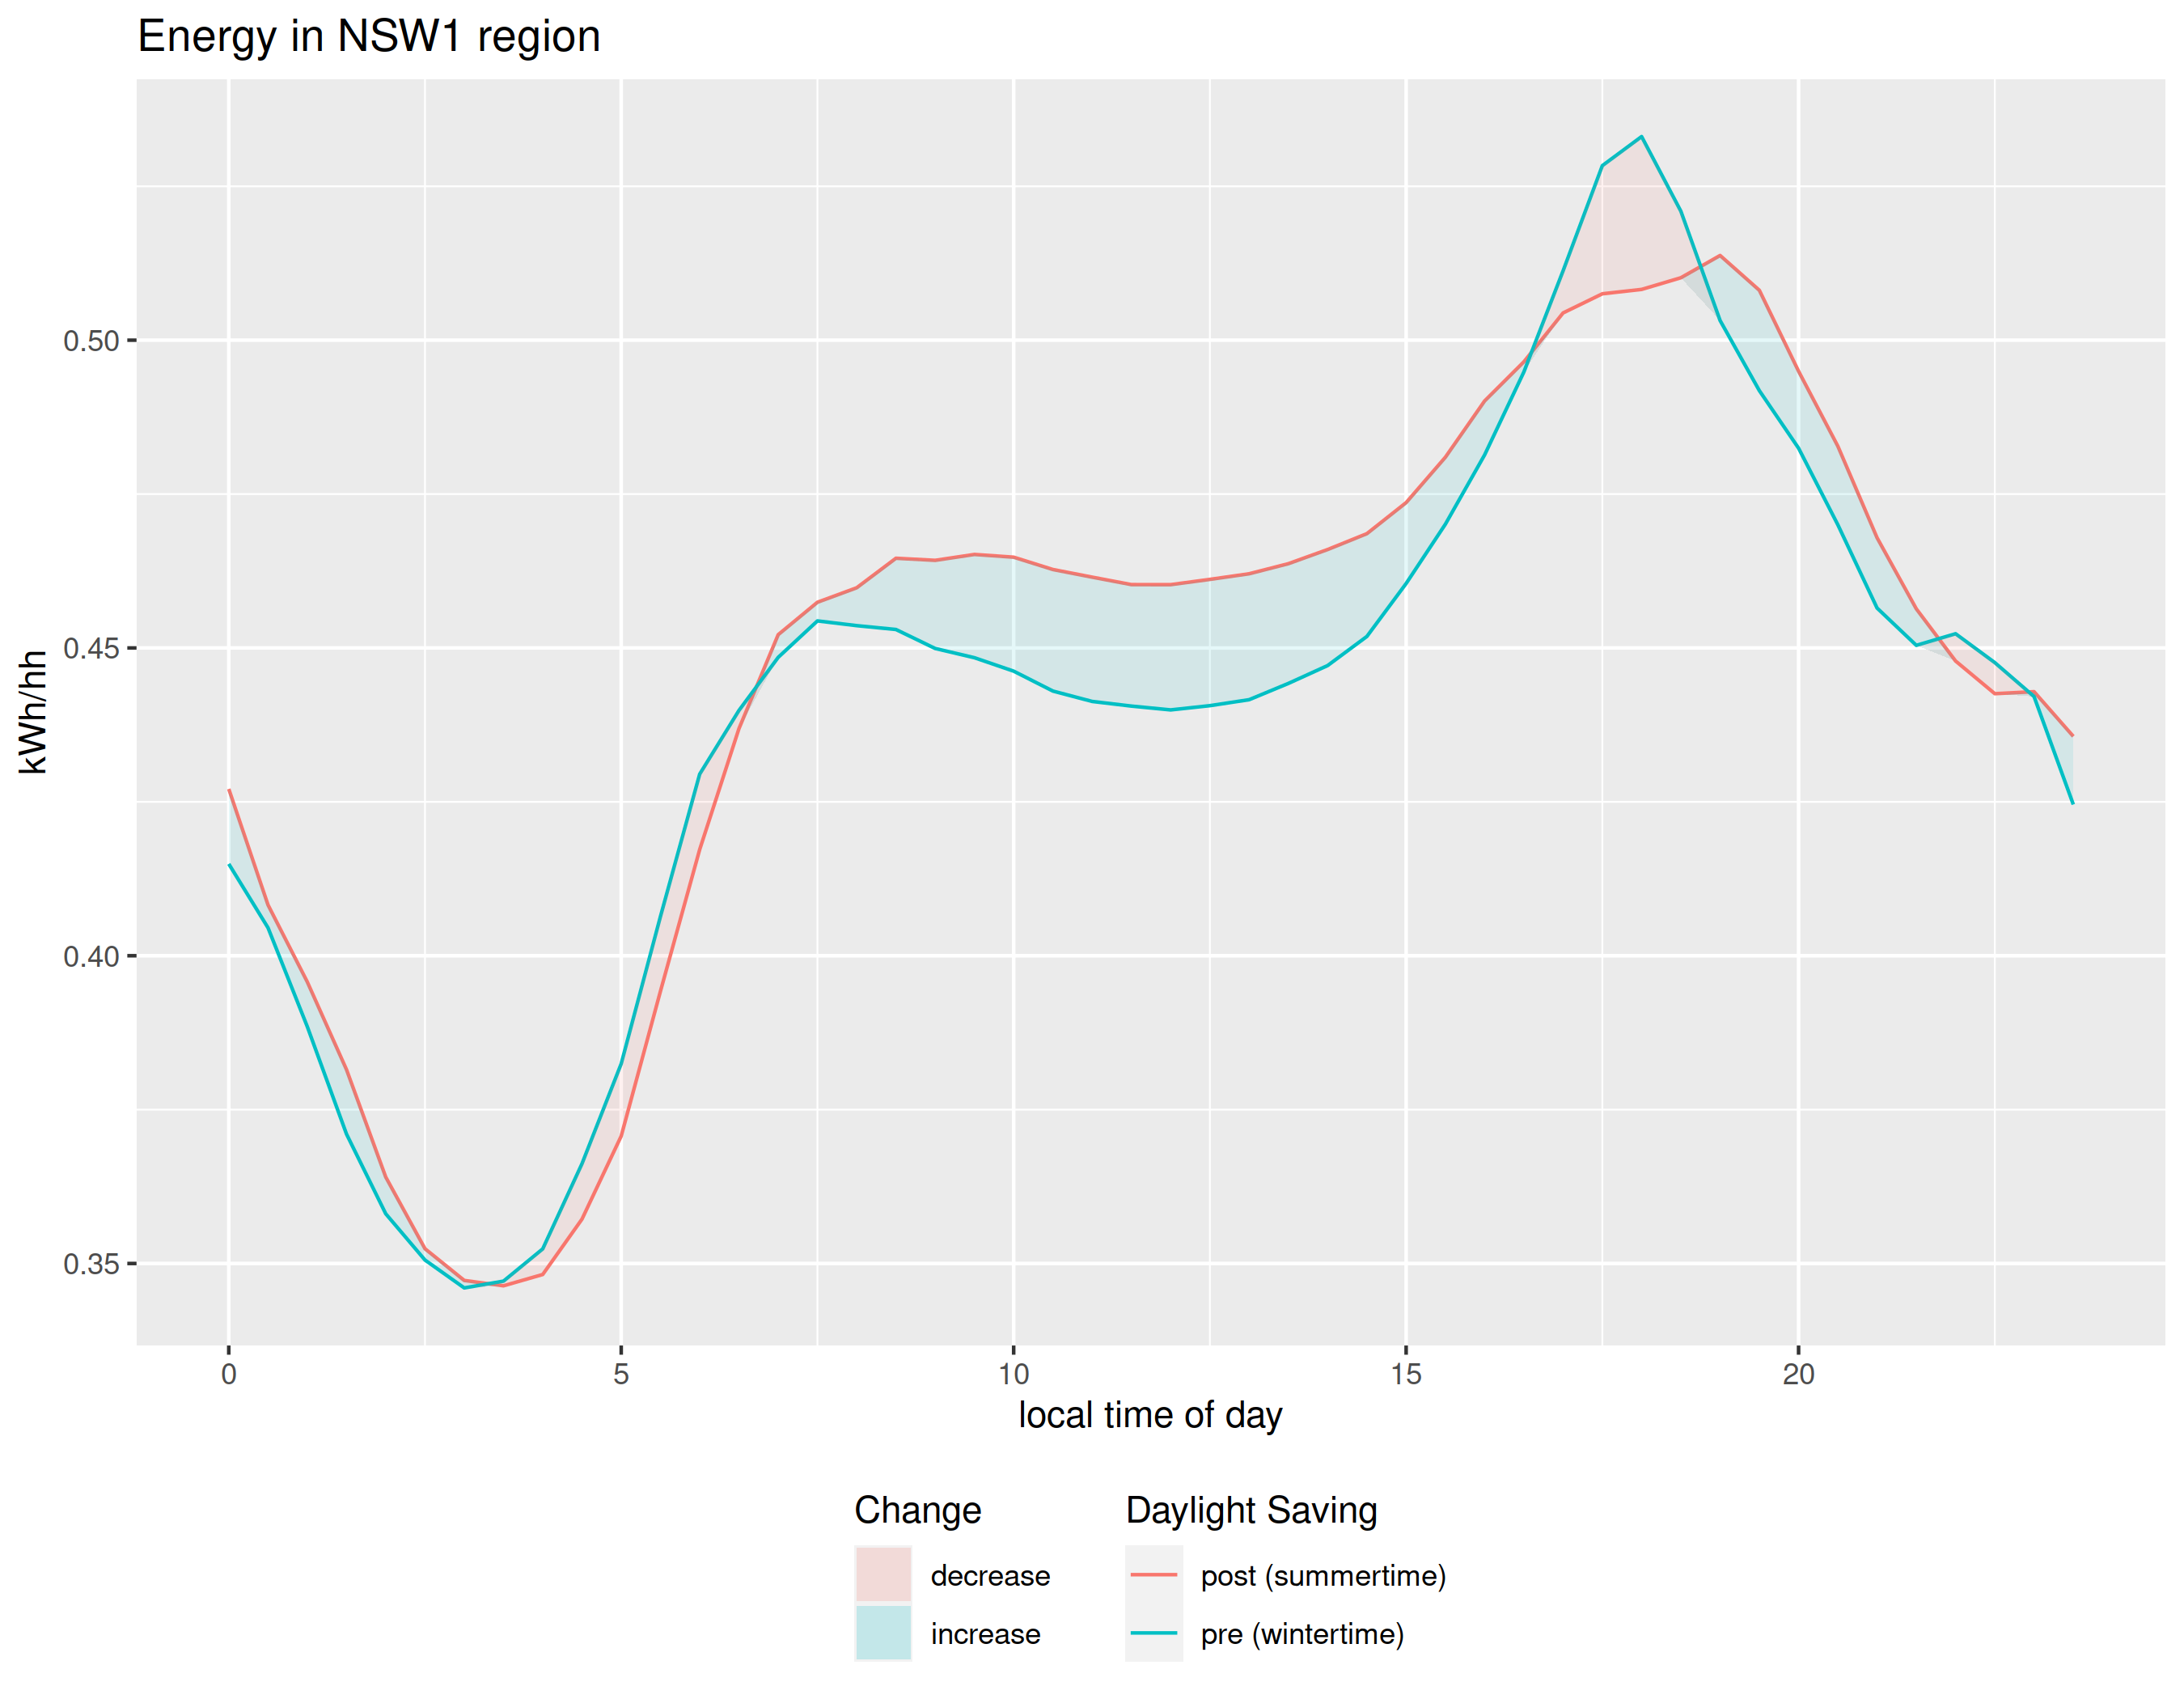 Energy in NSW1 region
kWh/hh
0.50
0.45
0.40
0.35
0 5 10 15 20
local time of day
Change
decrease
increase
Daylight Saving
post (summertime)
pre (wintertime)